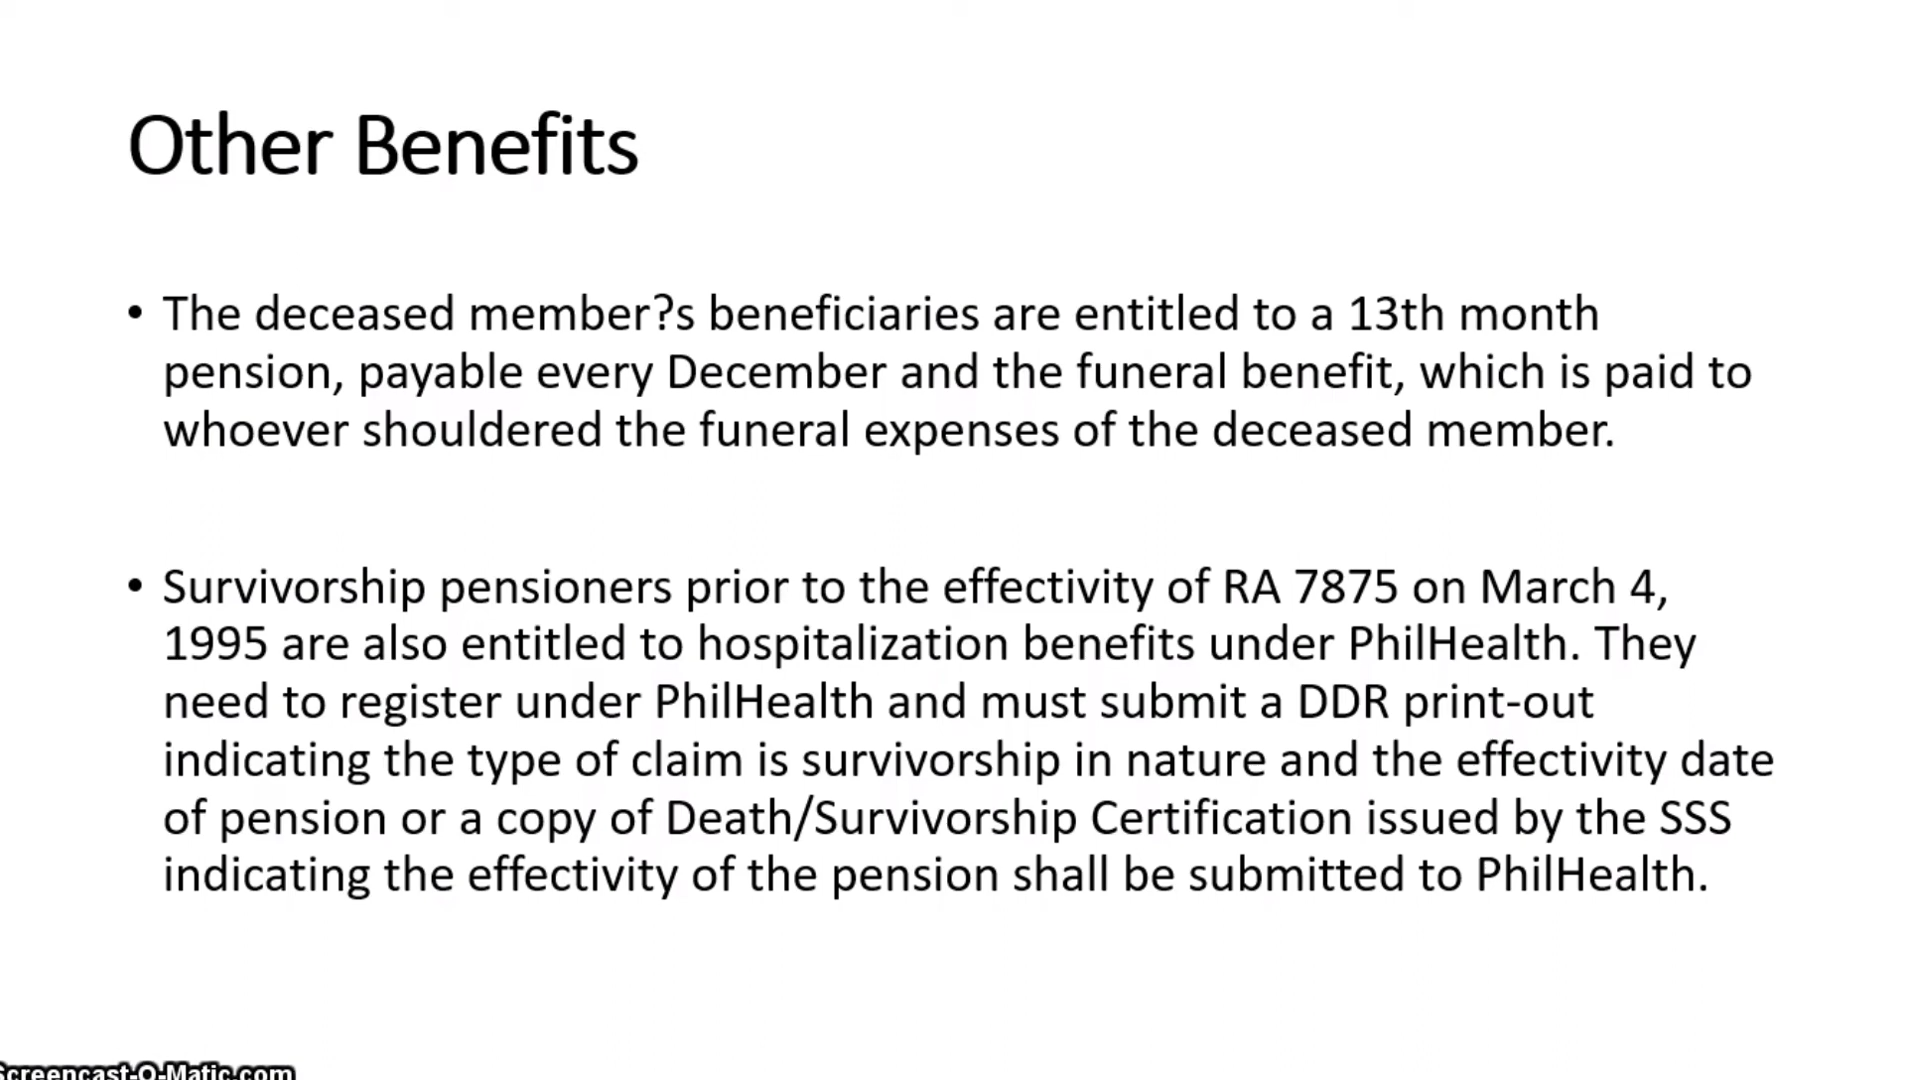 Other Benefits
• The deceased member?s beneficiaries are entitled to a 13th month
pension, payable every December and the funeral benefit, which is paid to
whoever shouldered the funeral expenses of the deceased member.
• Survivorship pensioners prior to the effectivity of RA 7875 on March 4,
1995 are also entitled to hospitalization benefits under PhilHealth. They
need to register under PhilHealth and must submit a DDR print-out
indicating the type of claim is survivorship in nature and the effectivity date
of pension or a copy of Death/Survivorship Certification issued by the SSS
indicating the effectivity of the pension shall be submitted to PhilHealth.
Screencast-O-Matic.com